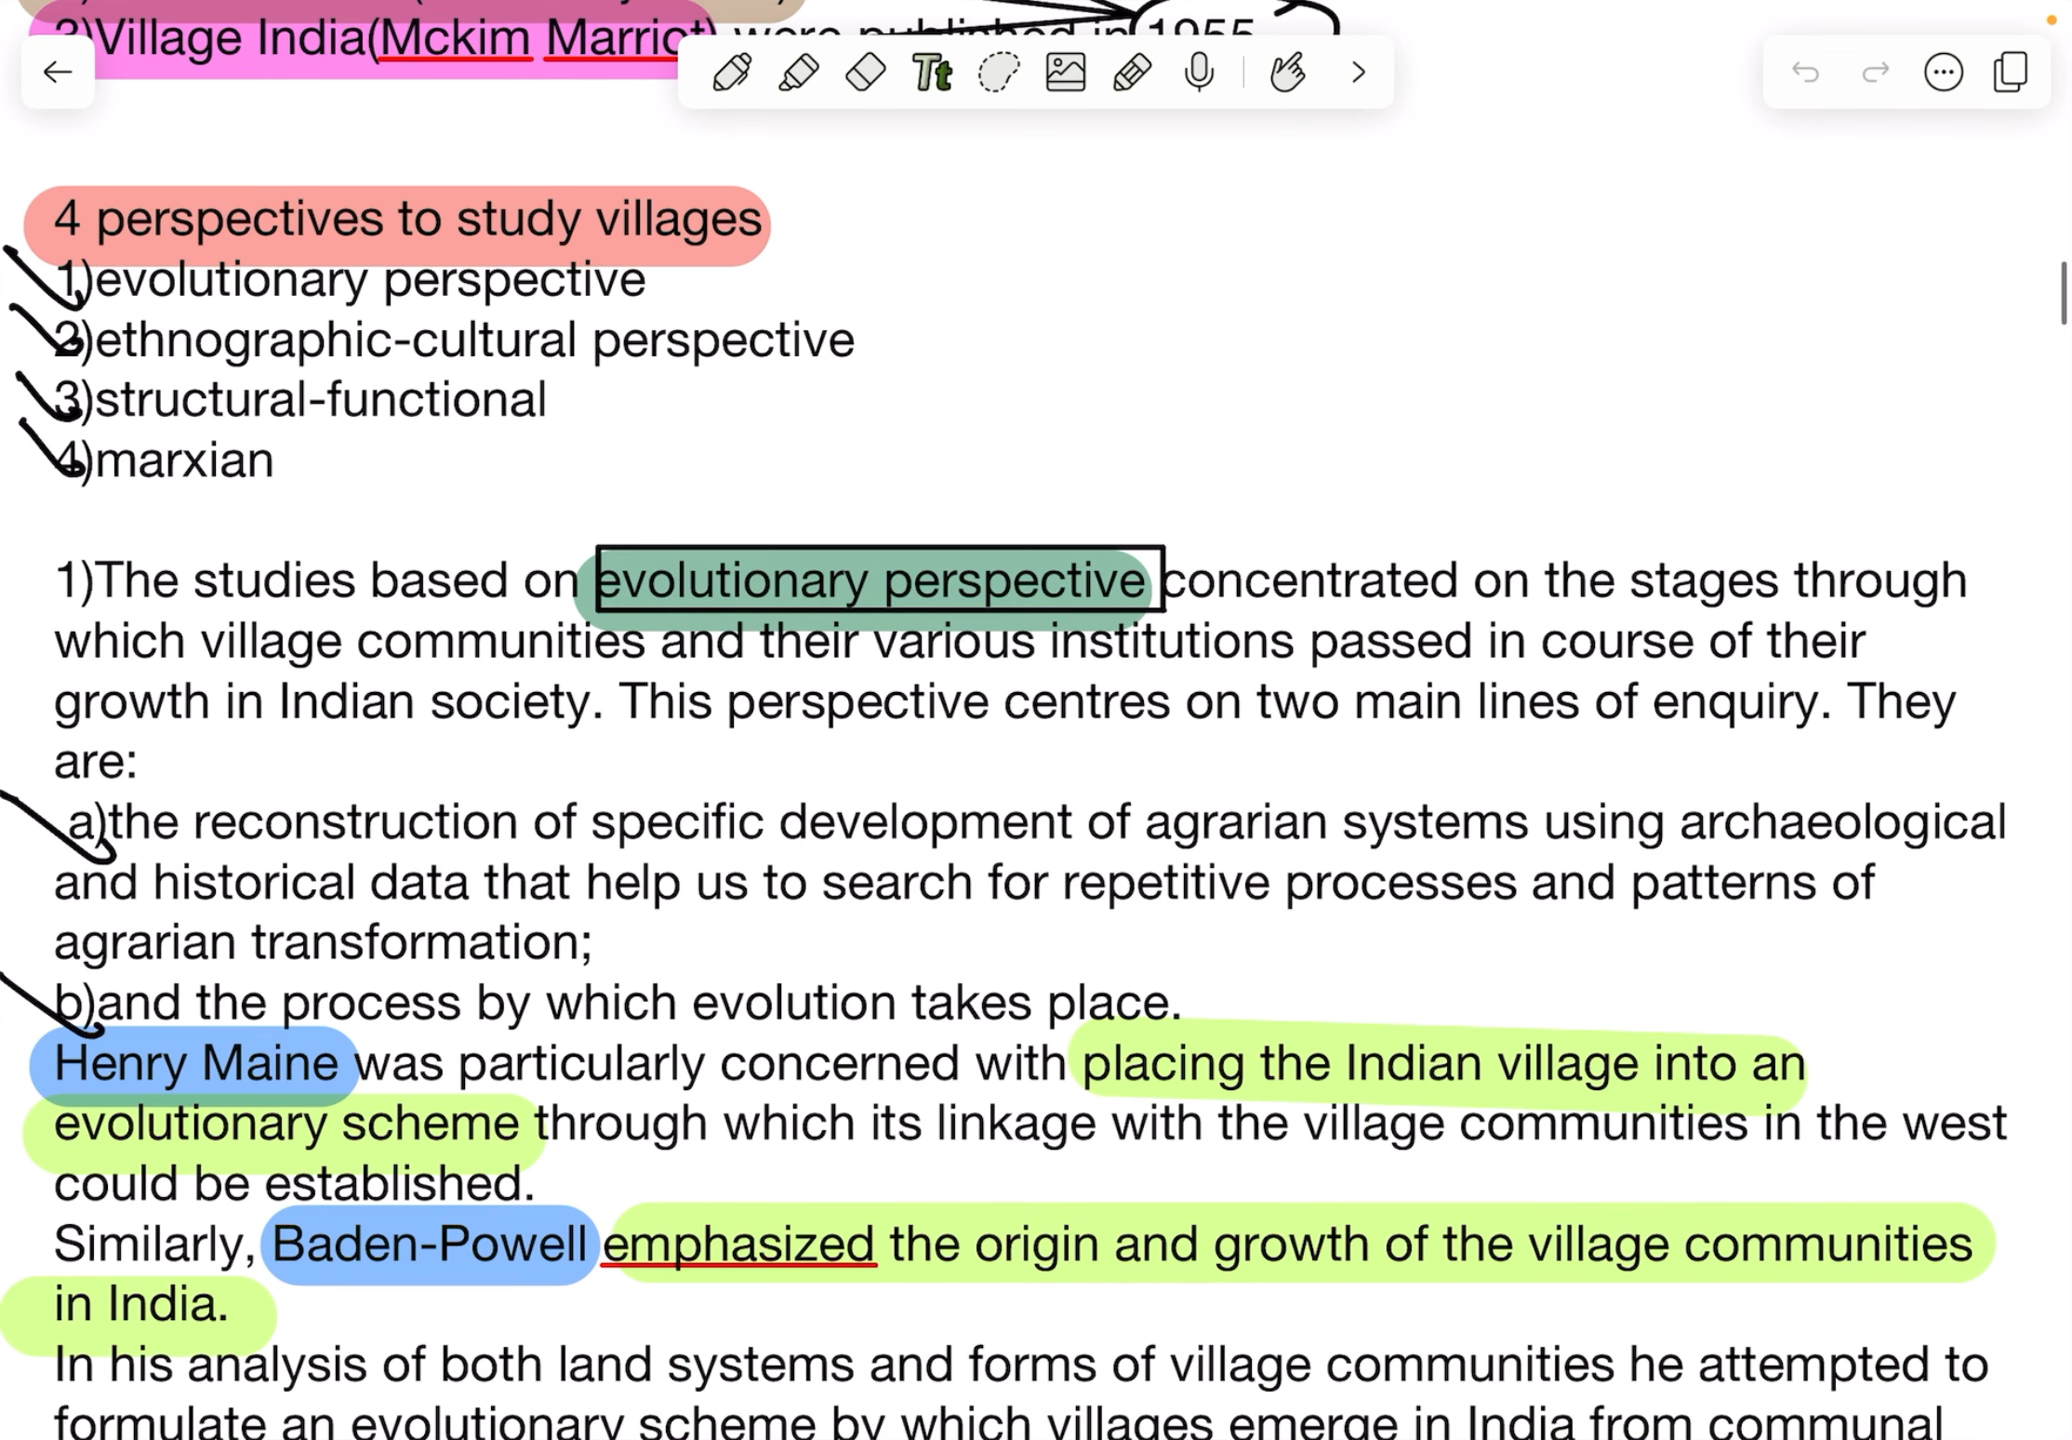 2)Village India(Mckim Marriot) were published in 1955
Tt
4 perspectives to study villages
1)evolutionary perspective
2)ethnographic-cultural perspective
3)structural-functional
4)marxian
1)The studies based on evolutionary perspective concentrated on the stages through
which village communities and their various institutions passed in course of their
growth in Indian society. This perspective centres on two main lines of enquiry. They
are:
a)the reconstruction of specific development of agrarian systems using archaeological
and historical data that help us to search for repetitive processes and patterns of
agrarian transformation;
b)and the process by which evolution takes place.
Henry Maine was particularly concerned with placing the Indian village into an
evolutionary scheme through which its linkage with the village communities in the west
could be established.
Similarly, Baden-Powell emphasized the origin and growth of the village communities
in India.
In his analysis of both land systems and forms of village communities he attempted to
formulate an evolutionary scheme by which villages emerge in India from communal